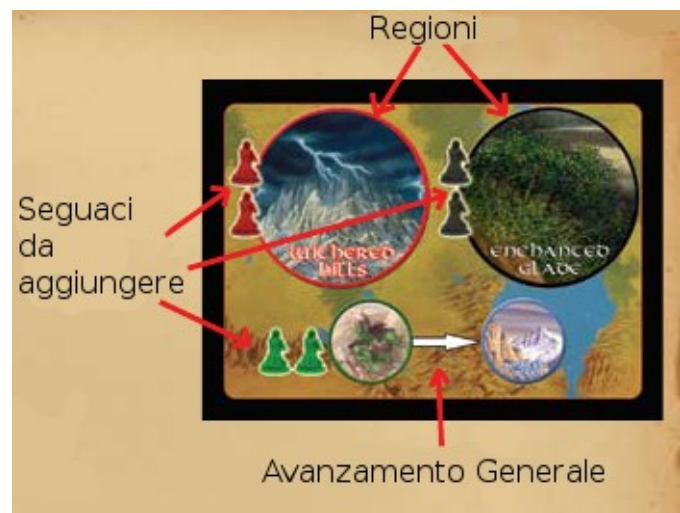 Regioni
Seguaci
da
aggiungere
WITHERED
HILLS
ENCHANTED
GLADE
Avanzamento Generale